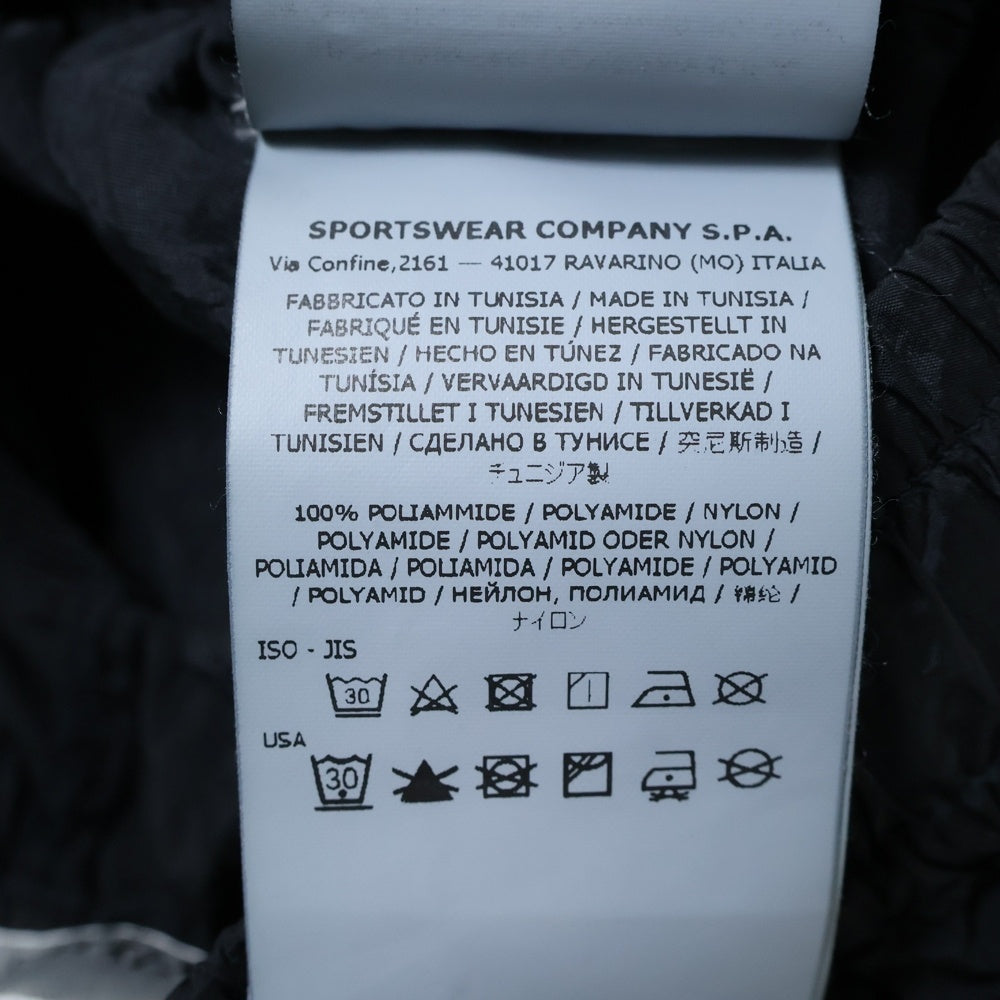 SPORTSWEAR COMPANY S.P.A.
Via Confine,2161 — 41017 RAVARINO (MO) ITALIA
FABBRICATO IN TUNISIA / MADE IN TUNISIA /
FABRIQUÉ EN TUNISIE / HERGESTELLT IN
TUNESIEN / HECHO EN TÚNEZ / FABRICADO NA
TUNÍSIA / VERVAARDIGD IN TUNESIË /
FREMSTILLET I TUNESIEN / TILLVERKAD I
TUNISIEN / СДЕЛАНО В ТУНИСЕ / 突尼斯制造 /
チュニジア製
100% POLIAMMIDE / POLYAMIDE / NYLON /
POLYAMIDE / POLYAMID ODER NYLON /
POLIAMIDA / POLIAMIDA / POLYAMIDE / POLYAMID
/ POLYAMID / НЕЙЛОН, ПОЛИАМИД / 锦纶 /
ナイロン
ISO - JIS
30
USA
30